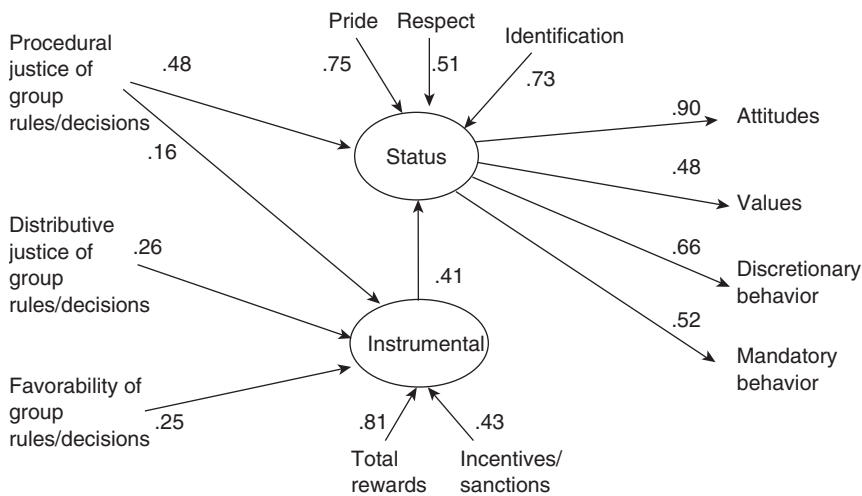 Procedural
justice of
group
rules/decisions
.48
.16
Pride
.75
Respect
.51
Identification
.73
Status
.90
Attitudes
.48
Values
.66
Discretionary
behavior
.52
Mandatory
behavior
Distributive
justice of
group
rules/decisions
.26
.41
Instrumental
Favorability of
group
rules/decisions
.25
.81
Total
rewards
.43
Incentives/
sanctions